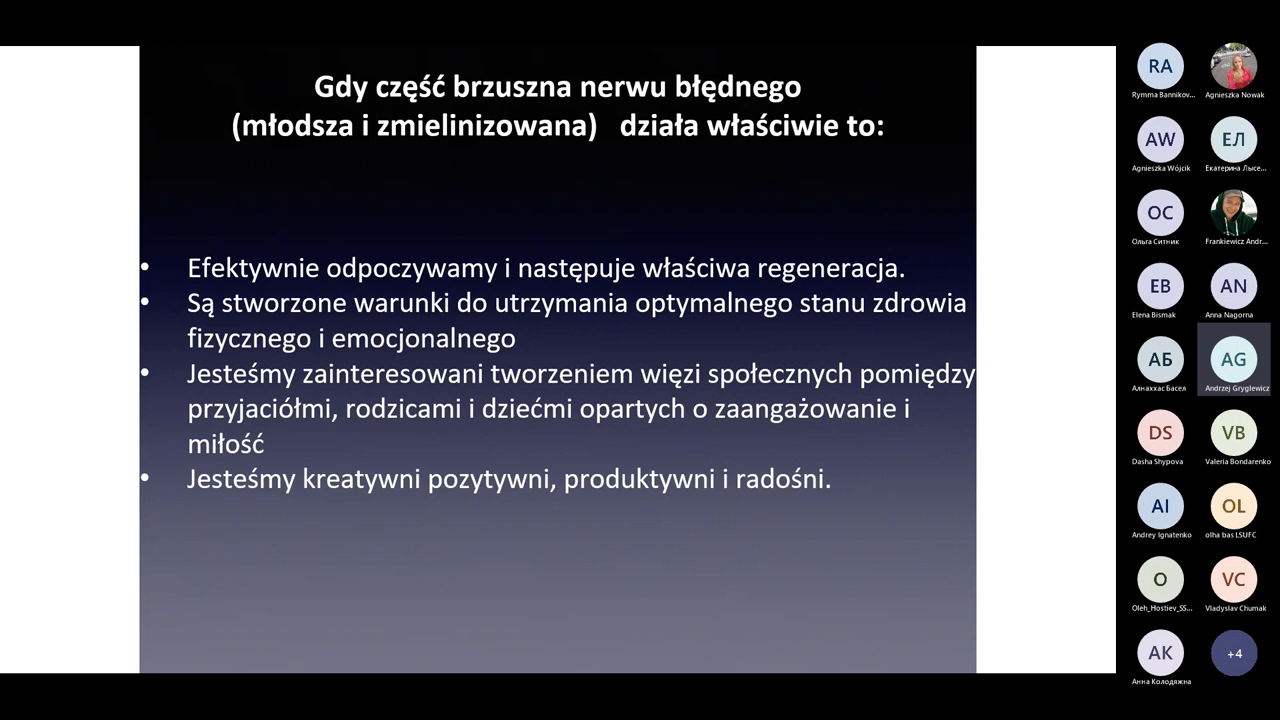 Gdy część brzuszna nerwu błędnego
(młodsza i zmielinizowana) działa właściwie to:
• Efektywnie odpoczywamy i następuje właściwa regeneracja.
• Są stworzone warunki do utrzymania optymalnego stanu zdrowia
fizycznego i emocjonalnego
• Jesteśmy zainteresowani tworzeniem więzi społecznych pomiędzy
przyjaciółmi, rodzicami i dziećmi opartych o zaangażowanie i
miłość
• Jesteśmy kreatywni pozytywni, produktywni i radośni.
RA
Rymma Bannikov...
Agnieszka Nowak
AW
Agnieszka Wójcik
ЕЛ
Екатерина Лысе...
ОС
Ольга Ситник
Frankiewicz Andr...
EB
Elena Bismak
AN
Anna Nagorna
АБ
Алнаххас Басел
AG
Andrzej Gryglewicz
DS
Dasha Shypova
VB
Valeria Bondarenko
AI
Andrey Ignatenko
OL
olha bas LSUFC
O
Oleh_Hostiev_SS...
VC
Vladyslav Chumak
АК
Анна Колодяжна
+4